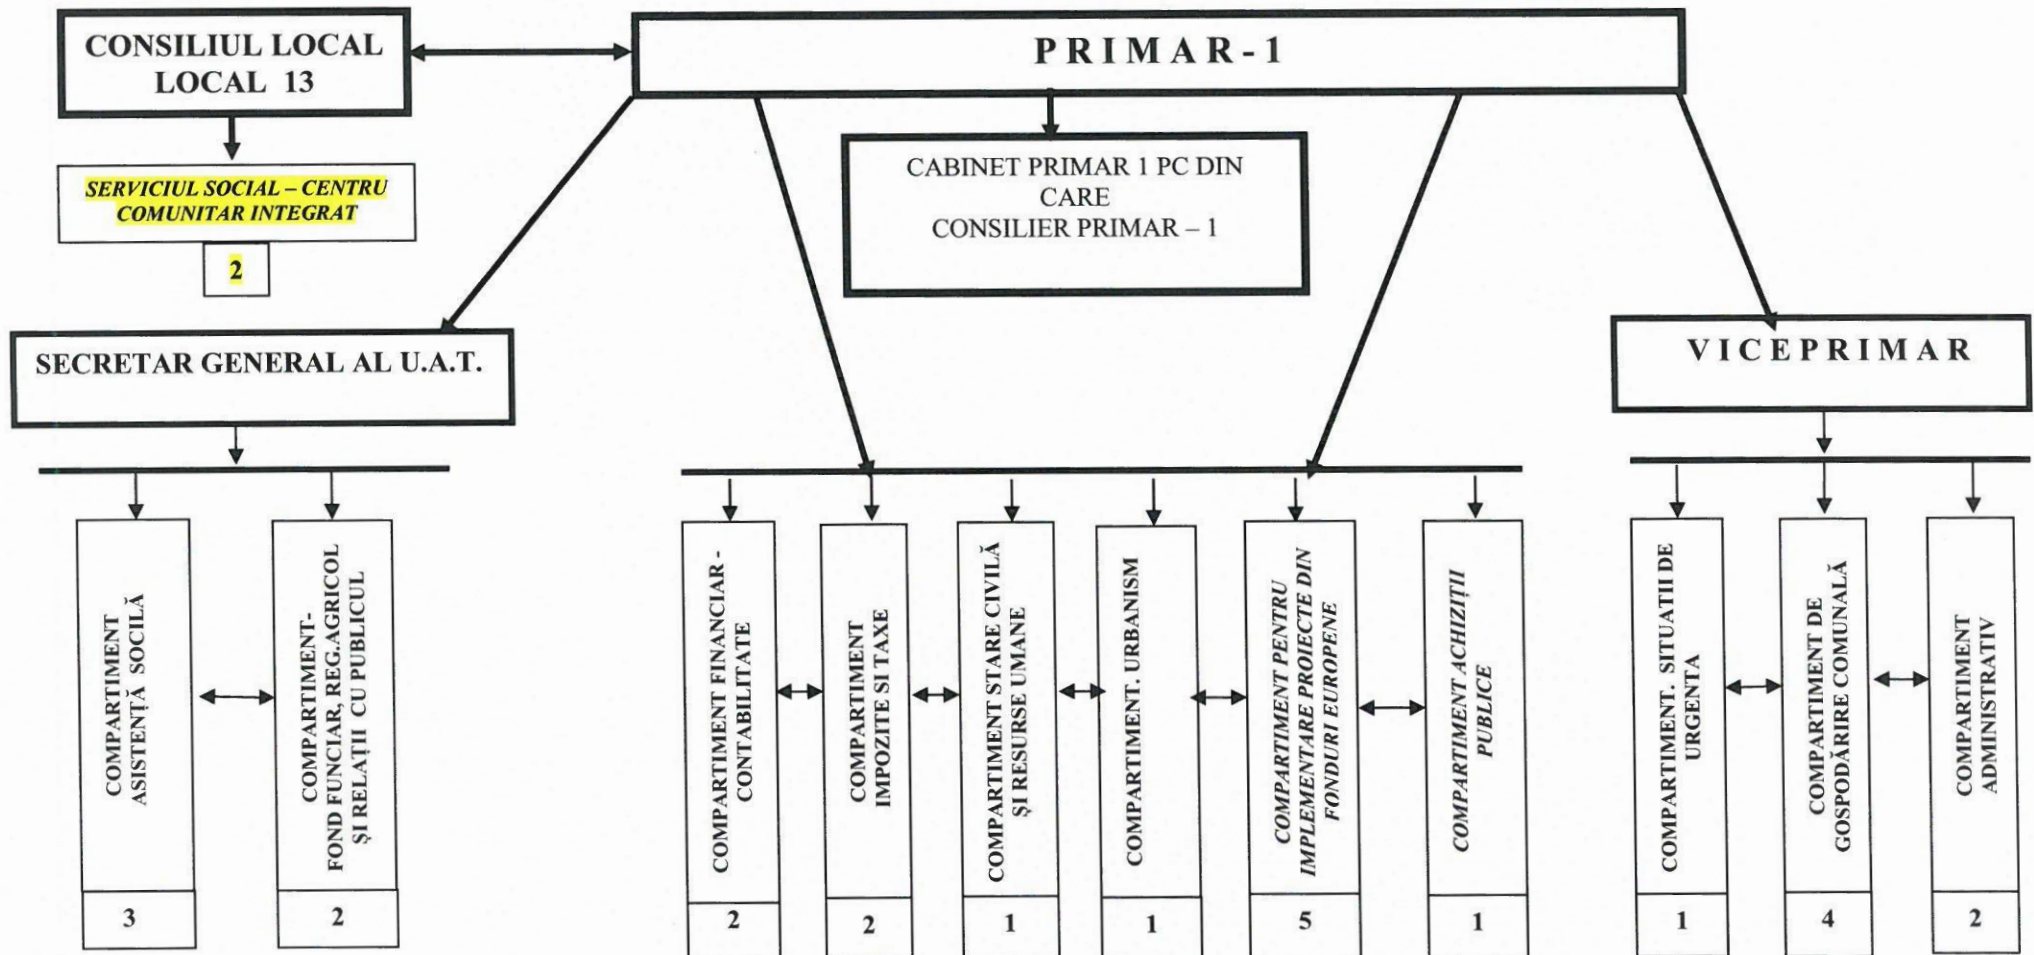 CONSILIUL LOCAL
LOCAL 13
P R I M A R - 1
SERVICIUL SOCIAL – CENTRU
COMUNITAR INTEGRAT
2
CABINET PRIMAR 1 PC DIN
CARE
CONSILIER PRIMAR – 1
SECRETAR GENERAL AL U.A.T.
V I C E P R I M A R
COMPARTIMENT
ASISTENȚĂ SOCILĂ
3
COMPARTIMENT-
FOND FUNCIAR, REG.AGRICOL
ȘI RELAȚII CU PUBLICUL
2
COMPARTIMENT FINANCIAR -
CONTABILITATE
2
COMPARTIMENT
IMPOZITE SI TAXE
2
COMPARTIMENT STARE CIVILĂ
ȘI RESURSE UMANE
1
COMPARTIMENT. URBANISM
1
COMPARTIMENT PENTRU
IMPLEMENTARE PROIECTE DIN
FONDURI EUROPENE
5
COMPARTIMENT ACHIZIȚII
PUBLICE
1
COMPARTIMENT. SITUATII DE
URGENTA
1
COMPARTIMENT DE
GOSPODĂRIRE COMUNALĂ
4
COMPARTIMENT
ADMINISTRATIV
2